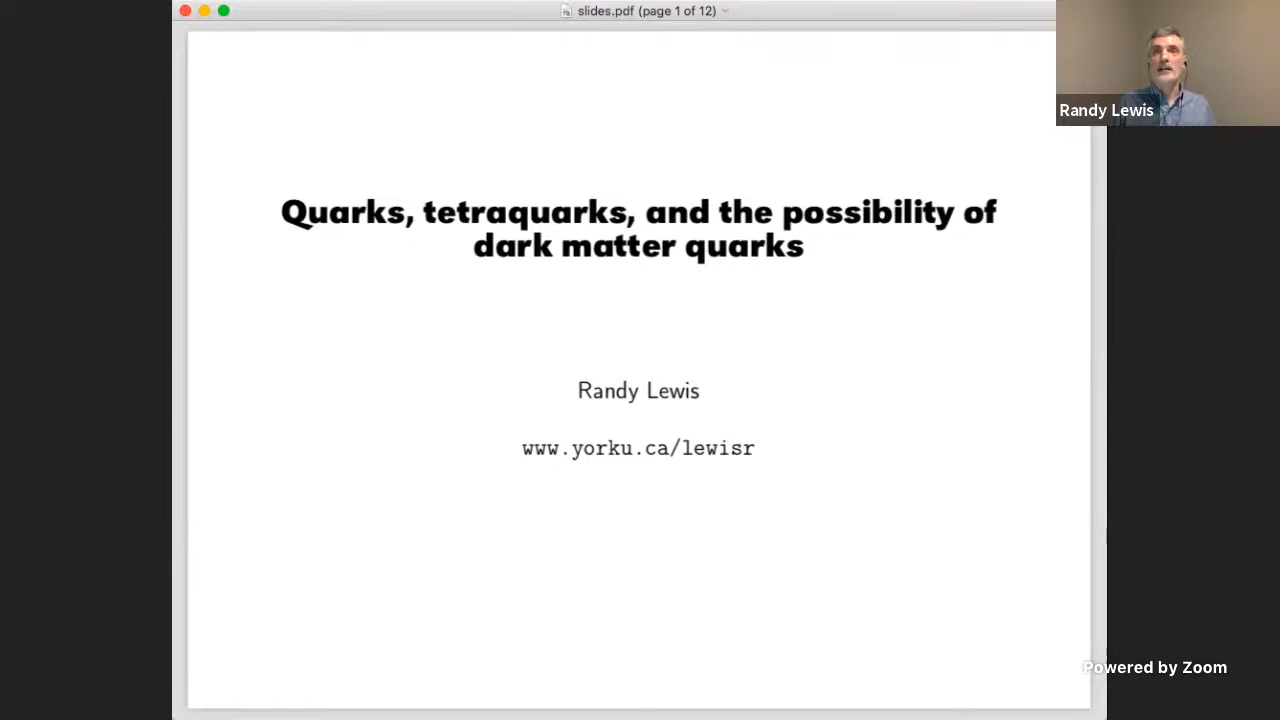 slides.pdf (page 1 of 12)
Randy Lewis
Quarks, tetraquarks, and the possibility of
dark matter quarks
Randy Lewis
www.yorku.ca/lewisr
Powered by Zoom